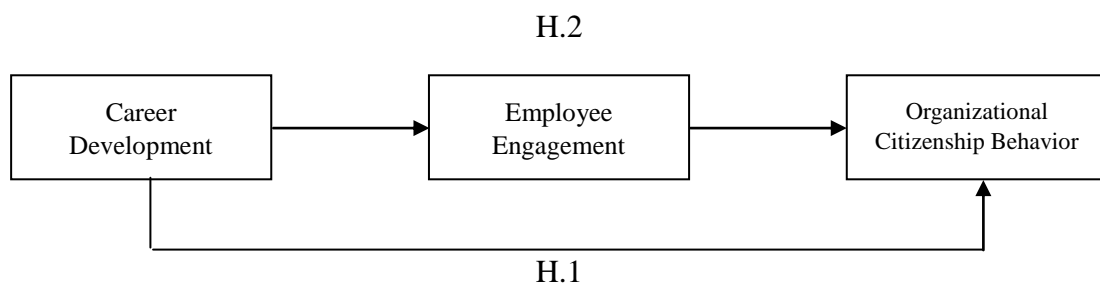 H.2
Career
Development
Employee
Engagement
Organizational
Citizenship Behavior
H.1